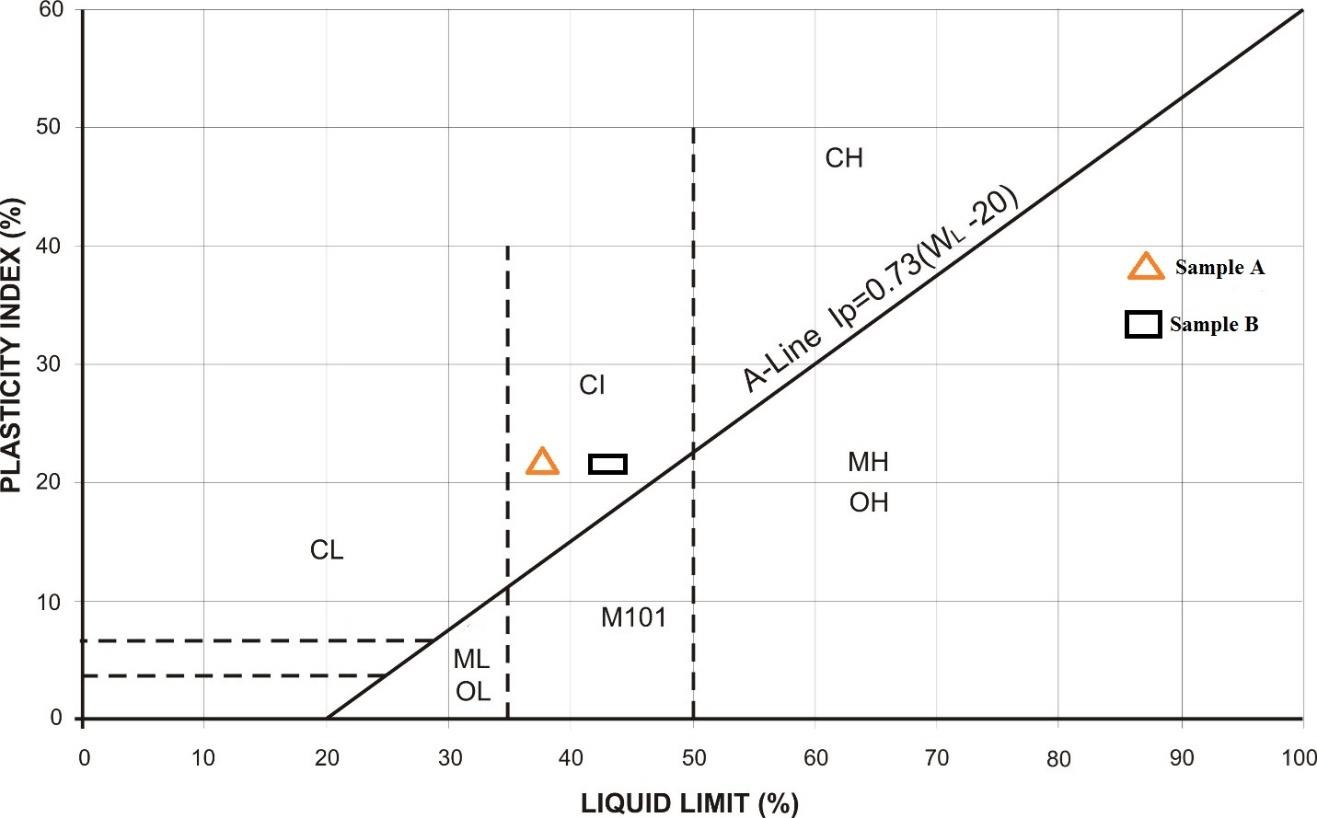 60
50
40
30
20
10
0
PLASTICITY INDEX (%)
CH
A-Line Ip=0.73(WL -20)
Sample A
Sample B
CI
MH
OH
CL
M101
ML
OL
0 10 20 30 40 50 60 70 80 90 100
LIQUID LIMIT (%)